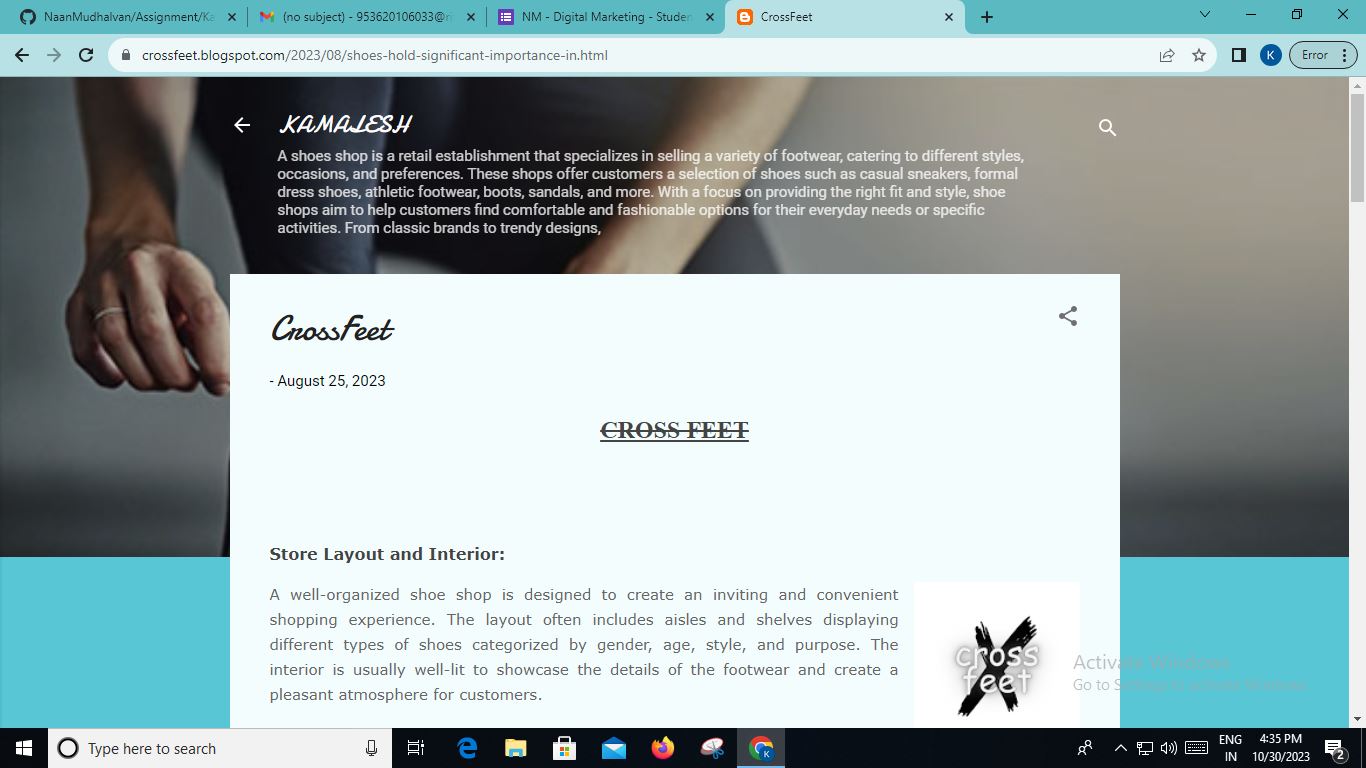 NaanMudhalvan/Assignment/Ka
(no subject) - 953620106033@ri
NM - Digital Marketing - Studen
CrossFeet
crossfeet.blogspot.com/2023/08/shoes-hold-significant-importance-in.html
K
Error
KAMALESH
A shoes shop is a retail establishment that specializes in selling a variety of footwear, catering to different styles,
occasions, and preferences. These shops offer customers a selection of shoes such as casual sneakers, formal
dress shoes, athletic footwear, boots, sandals, and more. With a focus on providing the right fit and style, shoe
shops aim to help customers find comfortable and fashionable options for their everyday needs or specific
activities. From classic brands to trendy designs,
CrossFeet
- August 25, 2023
CROSS FEET
Store Layout and Interior:
A well-organized shoe shop is designed to create an inviting and convenient
shopping experience. The layout often includes aisles and shelves displaying
different types of shoes categorized by gender, age, style, and purpose. The
interior is usually well-lit to showcase the details of the footwear and create a
pleasant atmosphere for customers.
cross
feet
Activate Windows
Go to Settings to activate Windows.
Type here to search
K
ENG
IN
4:35 PM
10/30/2023
2